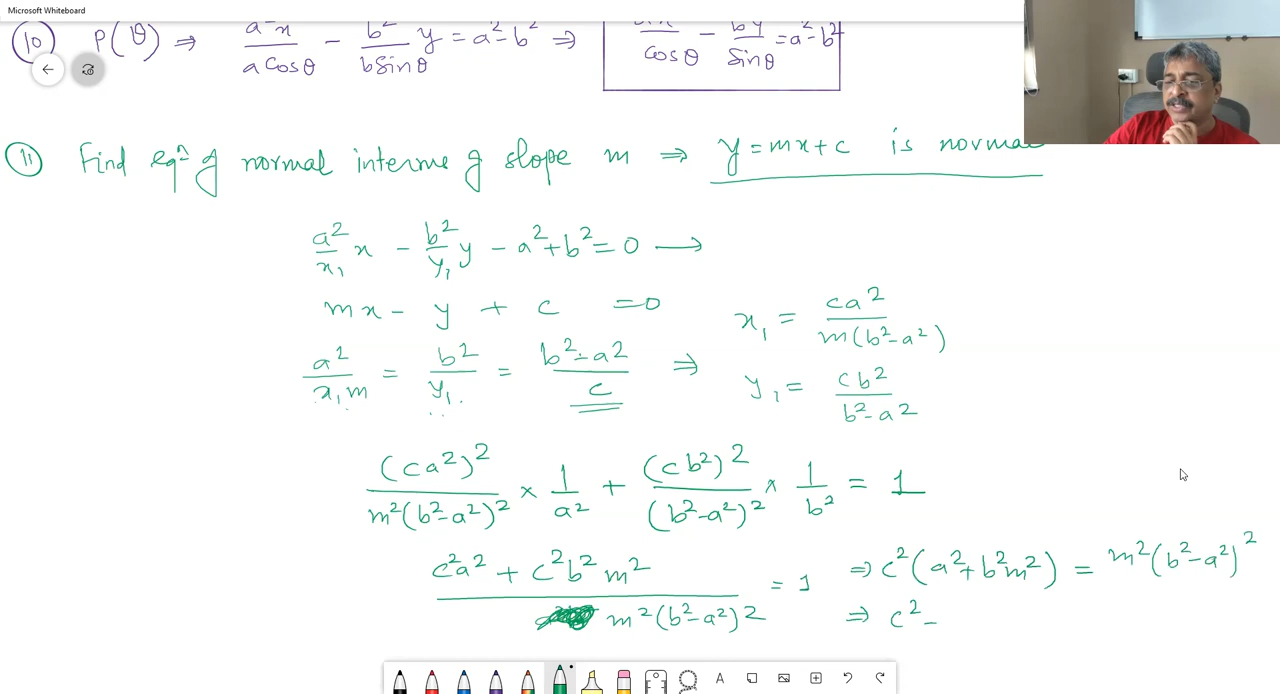 Microsoft Whiteboard
(10) P(θ) ⇒ a²x/aCosθ − b²/bSinθ y = a²−b² ⇒ ax/Cosθ − by/Sinθ = a²−b²
(11) Find eqⁿ of normal interms of slope m ⇒ y=mx+c is normal
a²/x₁ x − b²/y₁ y − a²+b² = 0 ⟶
mx − y + c = 0
a²/x₁m = b²/y₁ = b²−a²/c ⇒
x₁ = ca²/m(b²−a²)
y₁ = cb²/b²−a²
(ca²)²/m²(b²−a²)² × 1/a² + (cb²)²/(b²−a²)² × 1/b² = 1
c²a² + c²b²m²/m²(b²−a²)² = 1 ⇒ c²(a²+b²m²) = m²(b²−a²)²
⇒ c² −
A